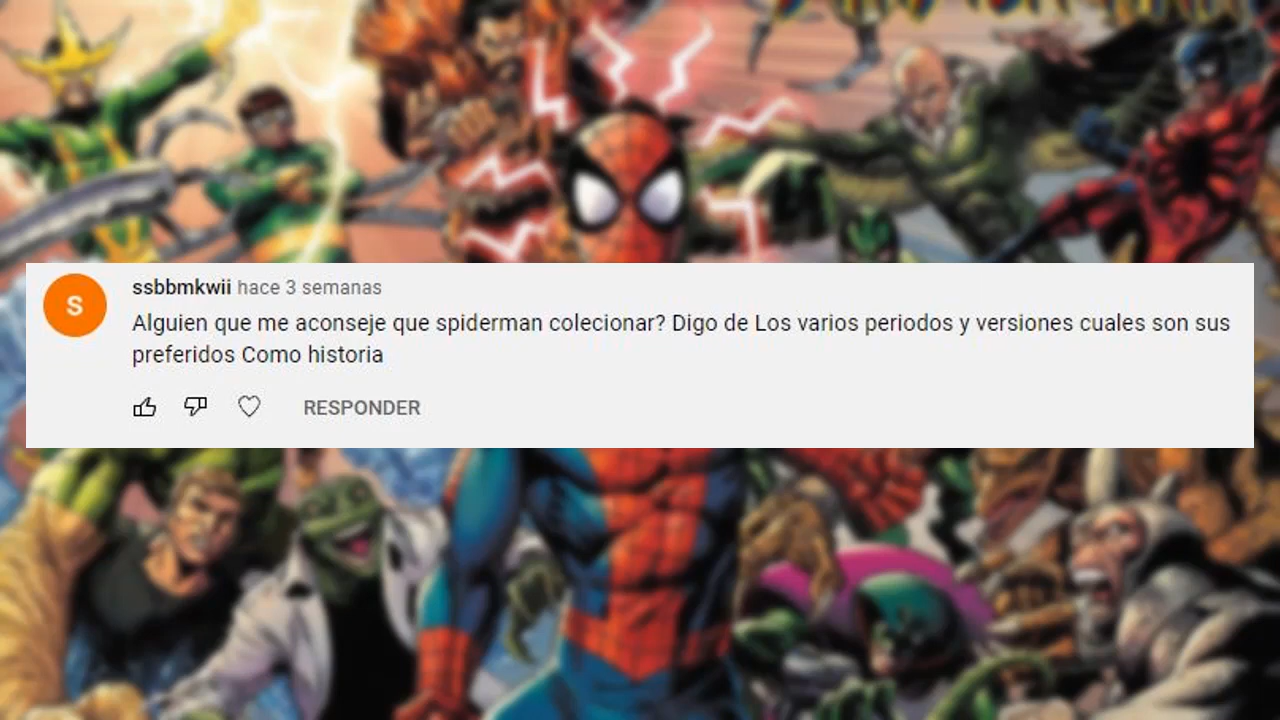 S
ssbbmkwii hace 3 semanas
Alguien que me aconseje que spiderman colecionar? Digo de Los varios periodos y versiones cuales son sus
preferidos Como historia
RESPONDER